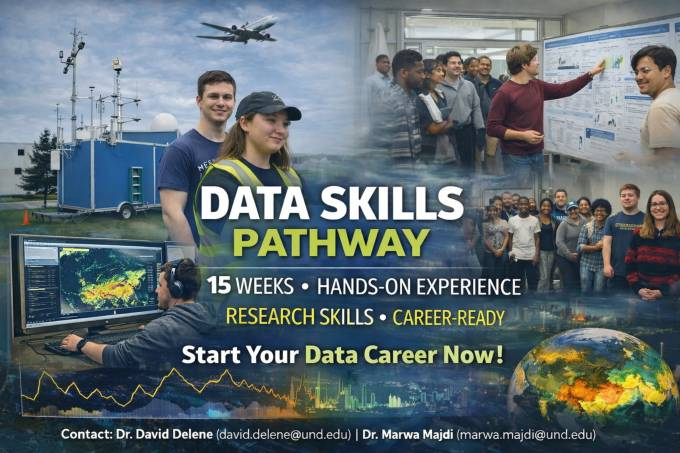 DATA SKILLS
PATHWAY
15 WEEKS • HANDS-ON EXPERIENCE
RESEARCH SKILLS • CAREER-READY
Start Your Data Career Now!
Contact: Dr. David Delene (david.delene@und.edu) | Dr. Marwa Majdi (marwa.majdi@und.edu)